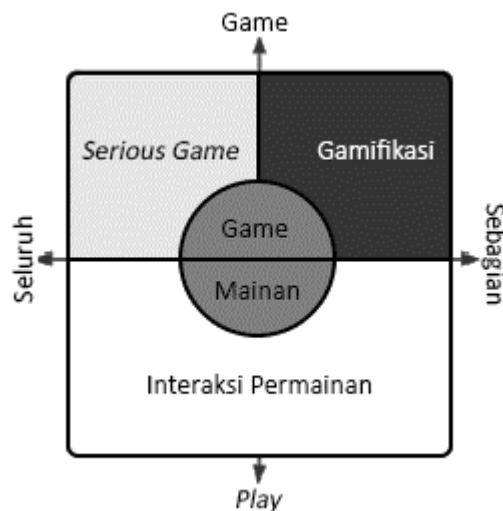 Game
Serious Game
Gamifikasi
Game
Seluruh
Sebagian
Mainan
Interaksi Permainan
Play